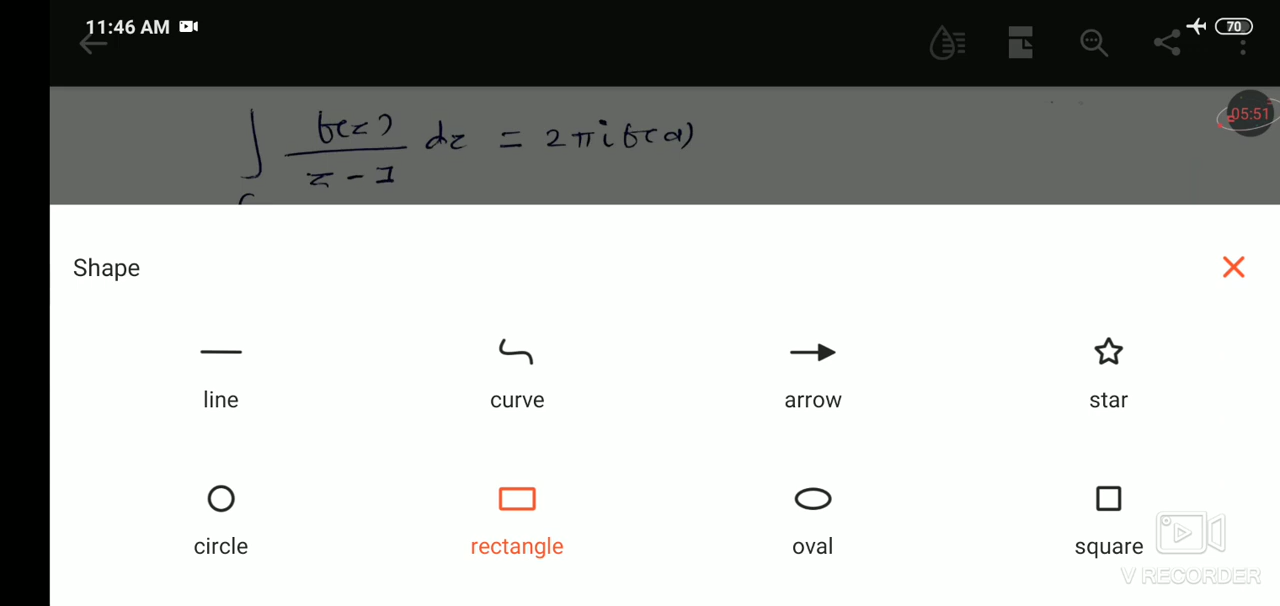 11:46 AM 70
05:51
∫ f(z) / z - 1 dz = 2πi f(a)
C
Shape
line curve arrow star
circle rectangle oval square
V RECORDER